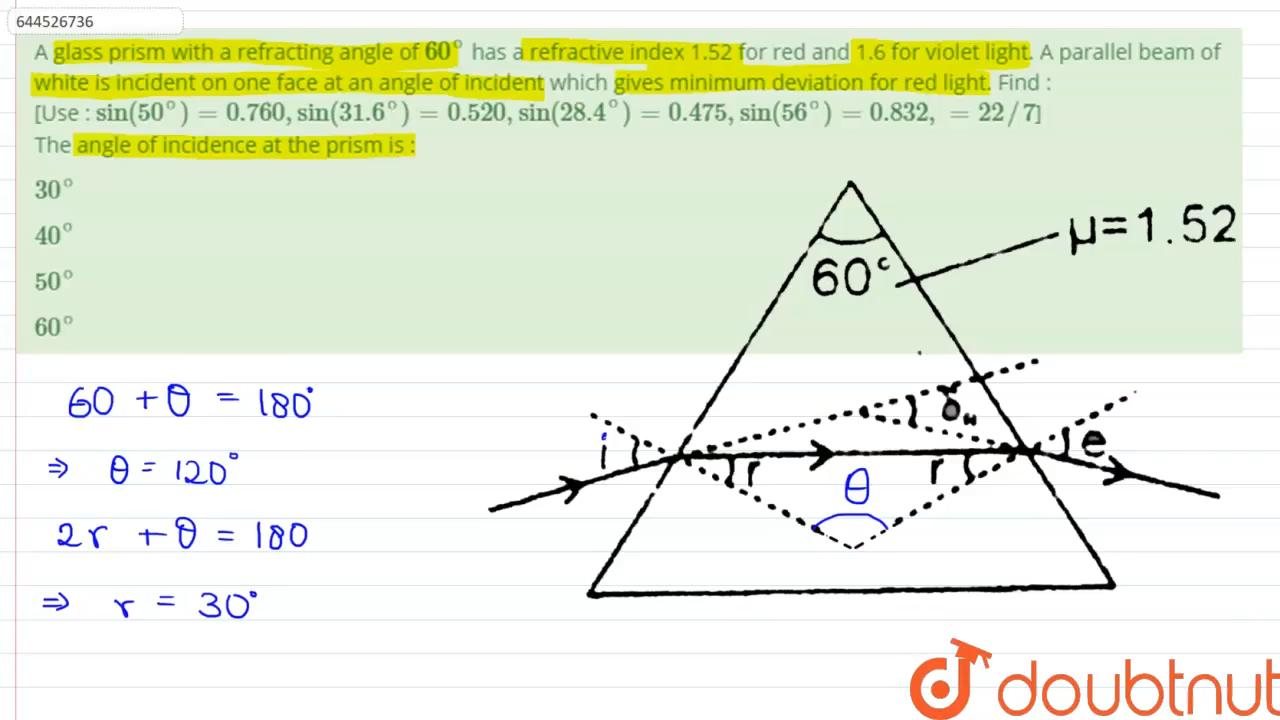 644526736
A glass prism with a refracting angle of 60° has a refractive index 1.52 for red and 1.6 for violet light. A parallel beam of
white is incident on one face at an angle of incident which gives minimum deviation for red light. Find :
[Use : sin(50°) = 0.760, sin(31.6°) = 0.520, sin(28.4°) = 0.475, sin(56°) = 0.832, = 22/7]
The angle of incidence at the prism is :
30°
40°
50°
60°
μ=1.52
60°
60 + θ = 180°
⇒ θ = 120°
2r + θ = 180
⇒ r = 30°
i
r
θ
r
δ
e
doubtnut